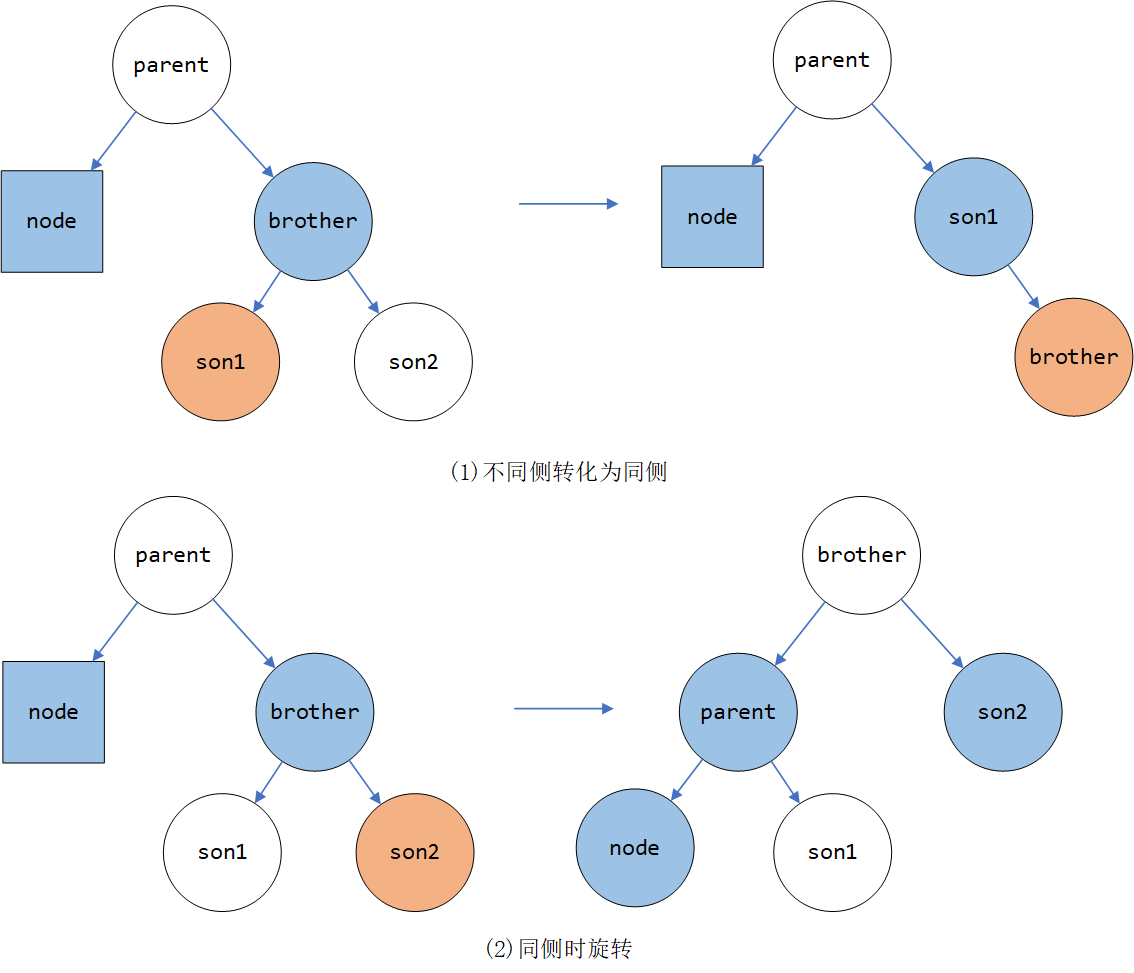 parent
parent
node
brother
node
son1
son1
son2
brother
(1)不同侧转化为同侧
parent
brother
node
brother
parent
son2
son1
son2
node
son1
(2)同侧时旋转